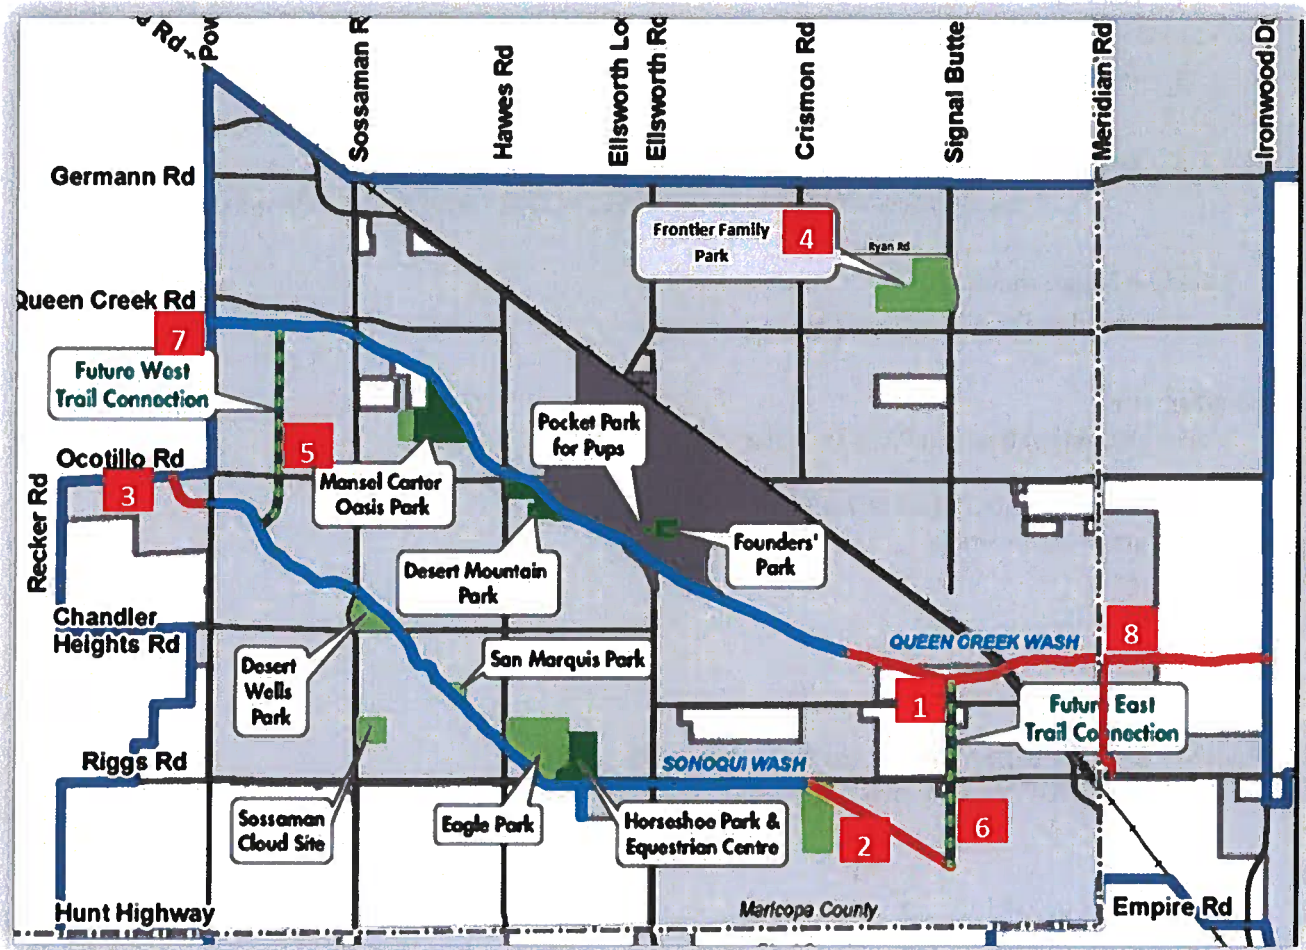 Rd
Pow
Sossaman R
Hawes Rd
Ellsworth Lo
Ellsworth Rd
Crismon Rd
Signal Butte
Meridian Rd
Ironwood D
Germann Rd
Frontier Family
Park
4
Ryan Rd
Queen Creek Rd
7
Future West
Trail Connection
5
Pocket Park
for Pups
Ocotillo Rd
3
Recker Rd
Mansel Carter
Oasis Park
Desert Mountain
Park
Founders'
Park
Chandler
Heights Rd
QUEEN CREEK WASH
8
San Marquis Park
Desert
Wells
Park
1
Future East
Trail Connection
Riggs Rd
SONOQUI WASH
Sossaman
Cloud Site
Eagle Park
Horseshoe Park &
Equestrian Centre
2
6
Hunt Highway
Maricopa County
Empire Rd